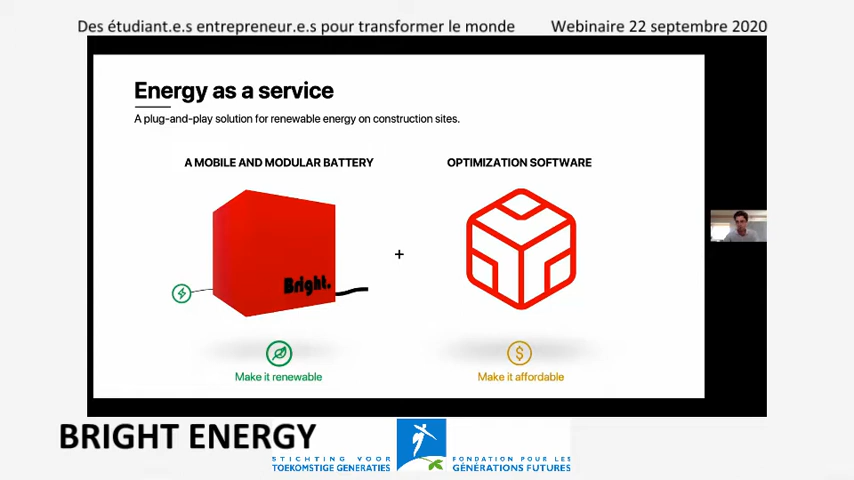 Des étudiant.e.s entrepreneur.e.s pour transformer le monde Webinaire 22 septembre 2020
Energy as a service
A plug-and-play solution for renewable energy on construction sites.
A MOBILE AND MODULAR BATTERY
OPTIMIZATION SOFTWARE
Bright.
+
$
Make it renewable
Make it affordable
BRIGHT ENERGY
STICHTING VOOR
TOEKOMSTIGE GENERATIES
FONDATION POUR LES
GÉNÉRATIONS FUTURES